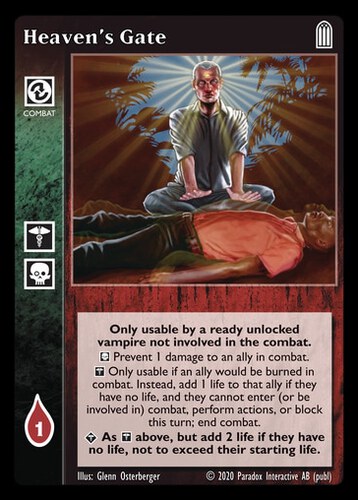 Heaven's Gate
COMBAT
Only usable by a ready unlocked
vampire not involved in the combat.
Prevent 1 damage to an ally in combat.
Only usable if an ally would be burned in
combat. Instead, add 1 life to that ally if they
have no life, and they cannot enter (or be
involved in) combat, perform actions, or block
this turn; end combat.
As above, but add 2 life if they have
no life, not to exceed their starting life.
1
Illus: Glenn Osterberger © 2020 Paradox Interactive AB (publ)